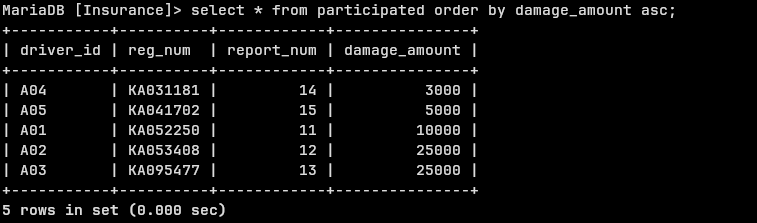 MariaDB [Insurance]> select * from participated order by damage_amount asc;
+-----------+----------+------------+---------------+
| driver_id | reg_num  | report_num | damage_amount |
+-----------+----------+------------+---------------+
| A04       | KA031181 |         14 |          3000 |
| A05       | KA041702 |         15 |          5000 |
| A01       | KA052250 |         11 |         10000 |
| A02       | KA053408 |         12 |         25000 |
| A03       | KA095477 |         13 |         25000 |
+-----------+----------+------------+---------------+
5 rows in set (0.000 sec)